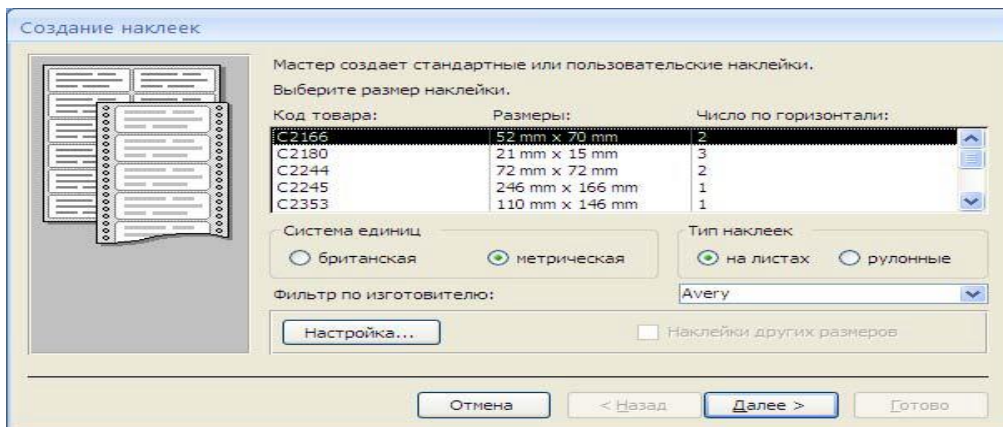 Создание наклеек
Мастер создает стандартные или пользовательские наклейки.
Выберите размер наклейки.
Код товара: Размеры: Число по горизонтали:
C2166 52 mm x 70 mm 2
C2180 21 mm x 15 mm 3
C2244 72 mm x 72 mm 2
C2245 246 mm x 166 mm 1
C2353 110 mm x 146 mm 1
Система единиц Тип наклеек
британская метрическая на листах рулонные
Фильтр по изготовителю: Avery
Настройка... Наклейки других размеров
Отмена < Назад Далее > Готово